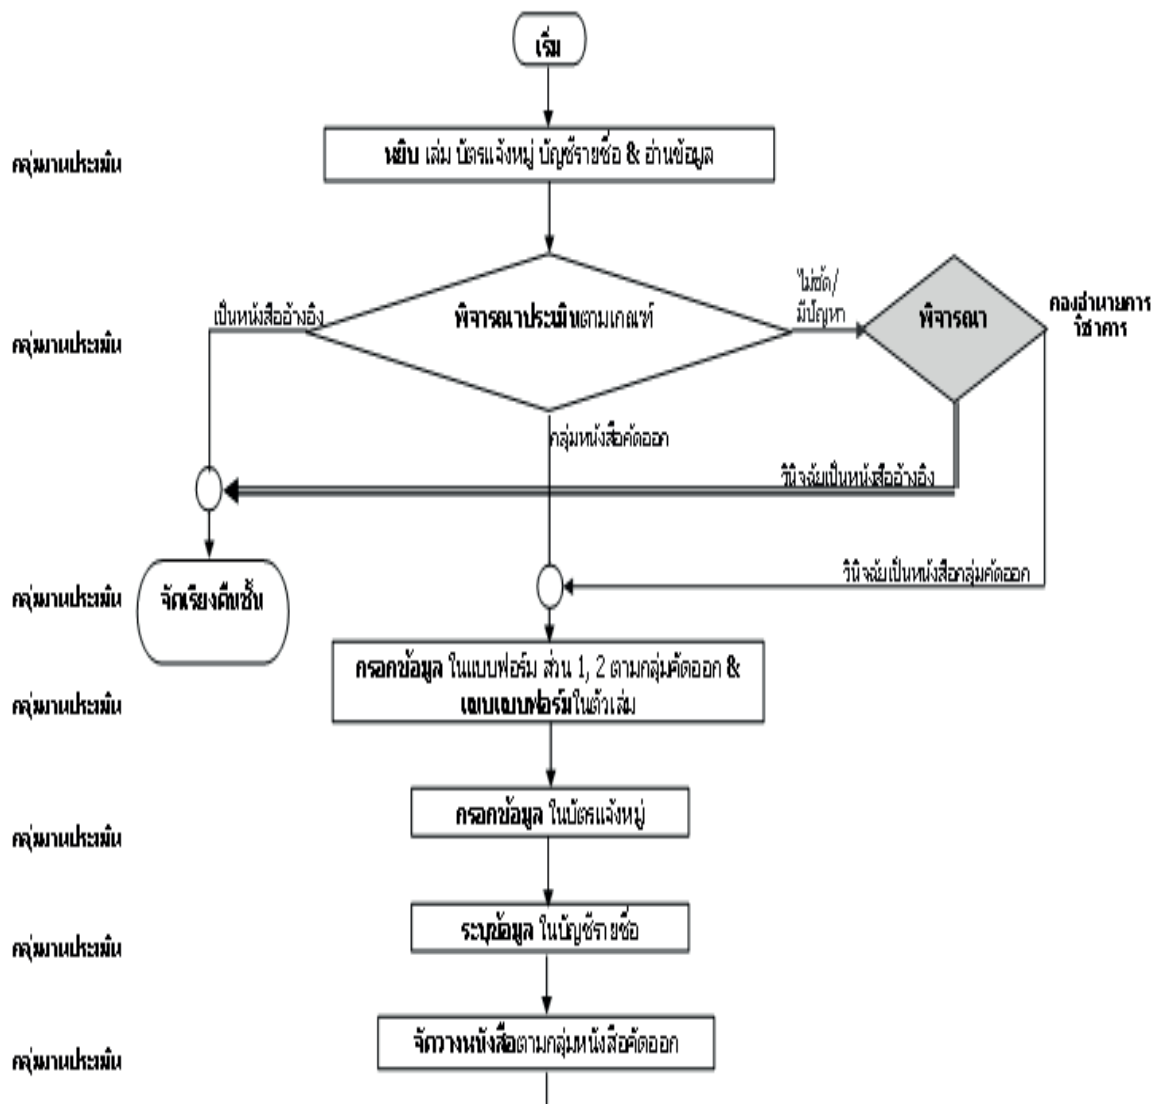 เริ่ม
กลุ่มงานประเมิน
หยิบ เล่ม บัตรแจ้งหมู่ บัญชีรายชื่อ & อ่านข้อมูล
เป็นหนังสืออ้างอิง
พิจารณาประเมินตามเกณฑ์
ไม่ชัด/
มีปัญหา
พิจารณา
กองอำนวยการ
วิชาการ
กลุ่มงานประเมิน
กลุ่มหนังสือคัดออก
วินิจฉัยเป็นหนังสืออ้างอิง
วินิจฉัยเป็นหนังสือกลุ่มคัดออก
กลุ่มงานประเมิน
จัดเรียงคืนชั้น
กลุ่มงานประเมิน
กรอกข้อมูล ในแบบฟอร์ม ส่วน 1, 2 ตามกลุ่มคัดออก &
แนบแบบฟอร์มในตัวเล่ม
กลุ่มงานประเมิน
กรอกข้อมูล ในบัตรแจ้งหมู่
กลุ่มงานประเมิน
ระบุข้อมูล ในบัญชีรายชื่อ
กลุ่มงานประเมิน
จัดวางหนังสือตามกลุ่มหนังสือคัดออก